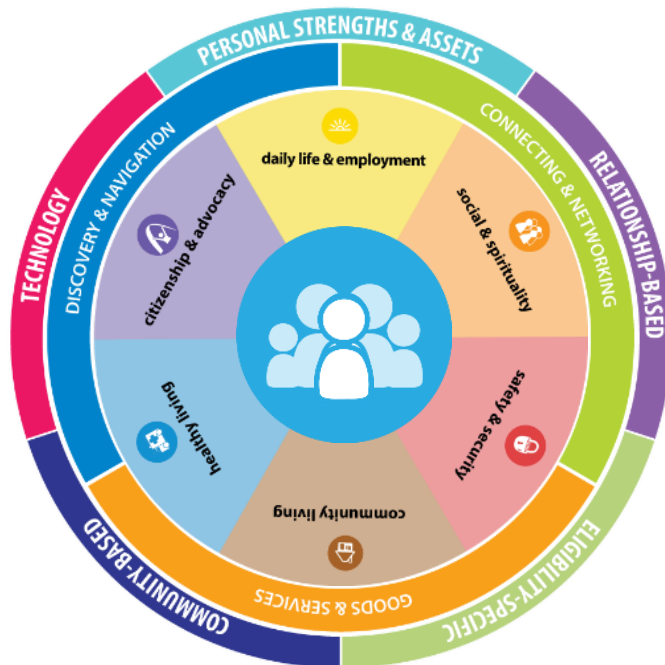 PERSONAL STRENGTHS & ASSETS
RELATIONSHIP-BASED
ELIGIBILITY-SPECIFIC
COMMUNITY-BASED
TECHNOLOGY
DISCOVERY & NAVIGATION
CONNECTING & NETWORKING
GOODS & SERVICES
daily life & employment
social & spirituality
safety & security
community living
healthy living
citizenship & advocacy